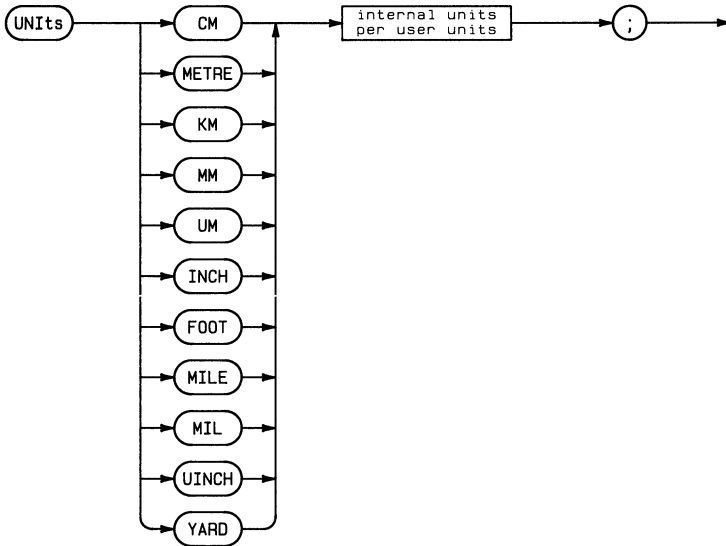 UNIts
CM
internal units
per user units
;
METRE
KM
MM
UM
INCH
FOOT
MILE
MIL
UINCH
YARD